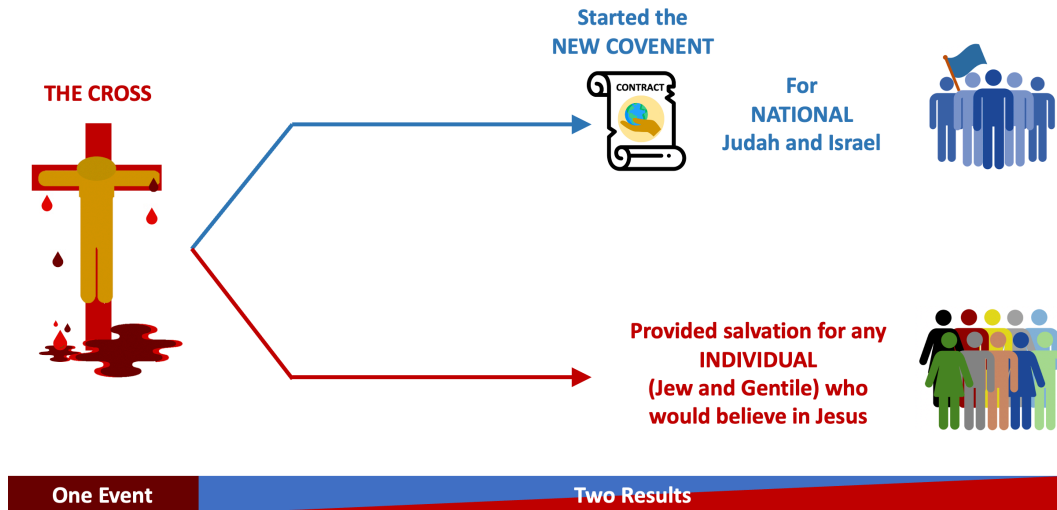 THE CROSS
Started the
NEW COVENENT
CONTRACT
For
NATIONAL
Judah and Israel
Provided salvation for any
INDIVIDUAL
(Jew and Gentile) who
would believe in Jesus
One Event
Two Results